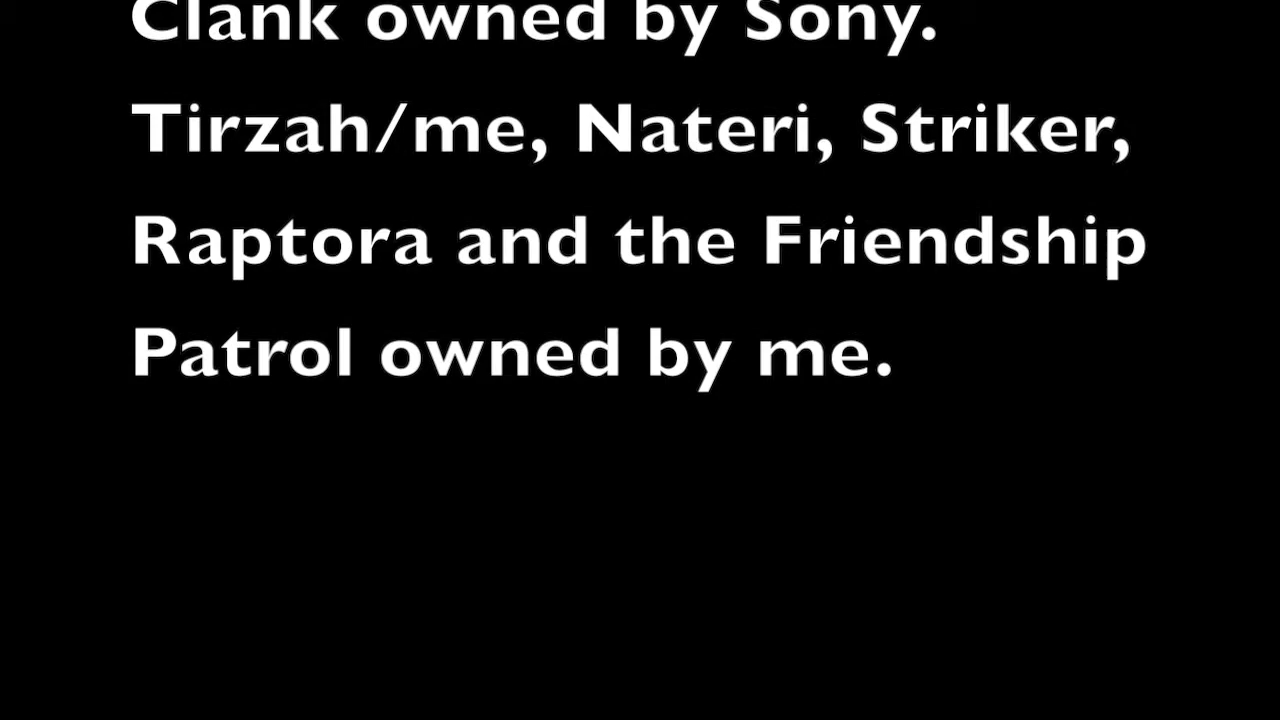 Clank owned by Sony.
Tirzah/me, Nateri, Striker,
Raptora and the Friendship
Patrol owned by me.